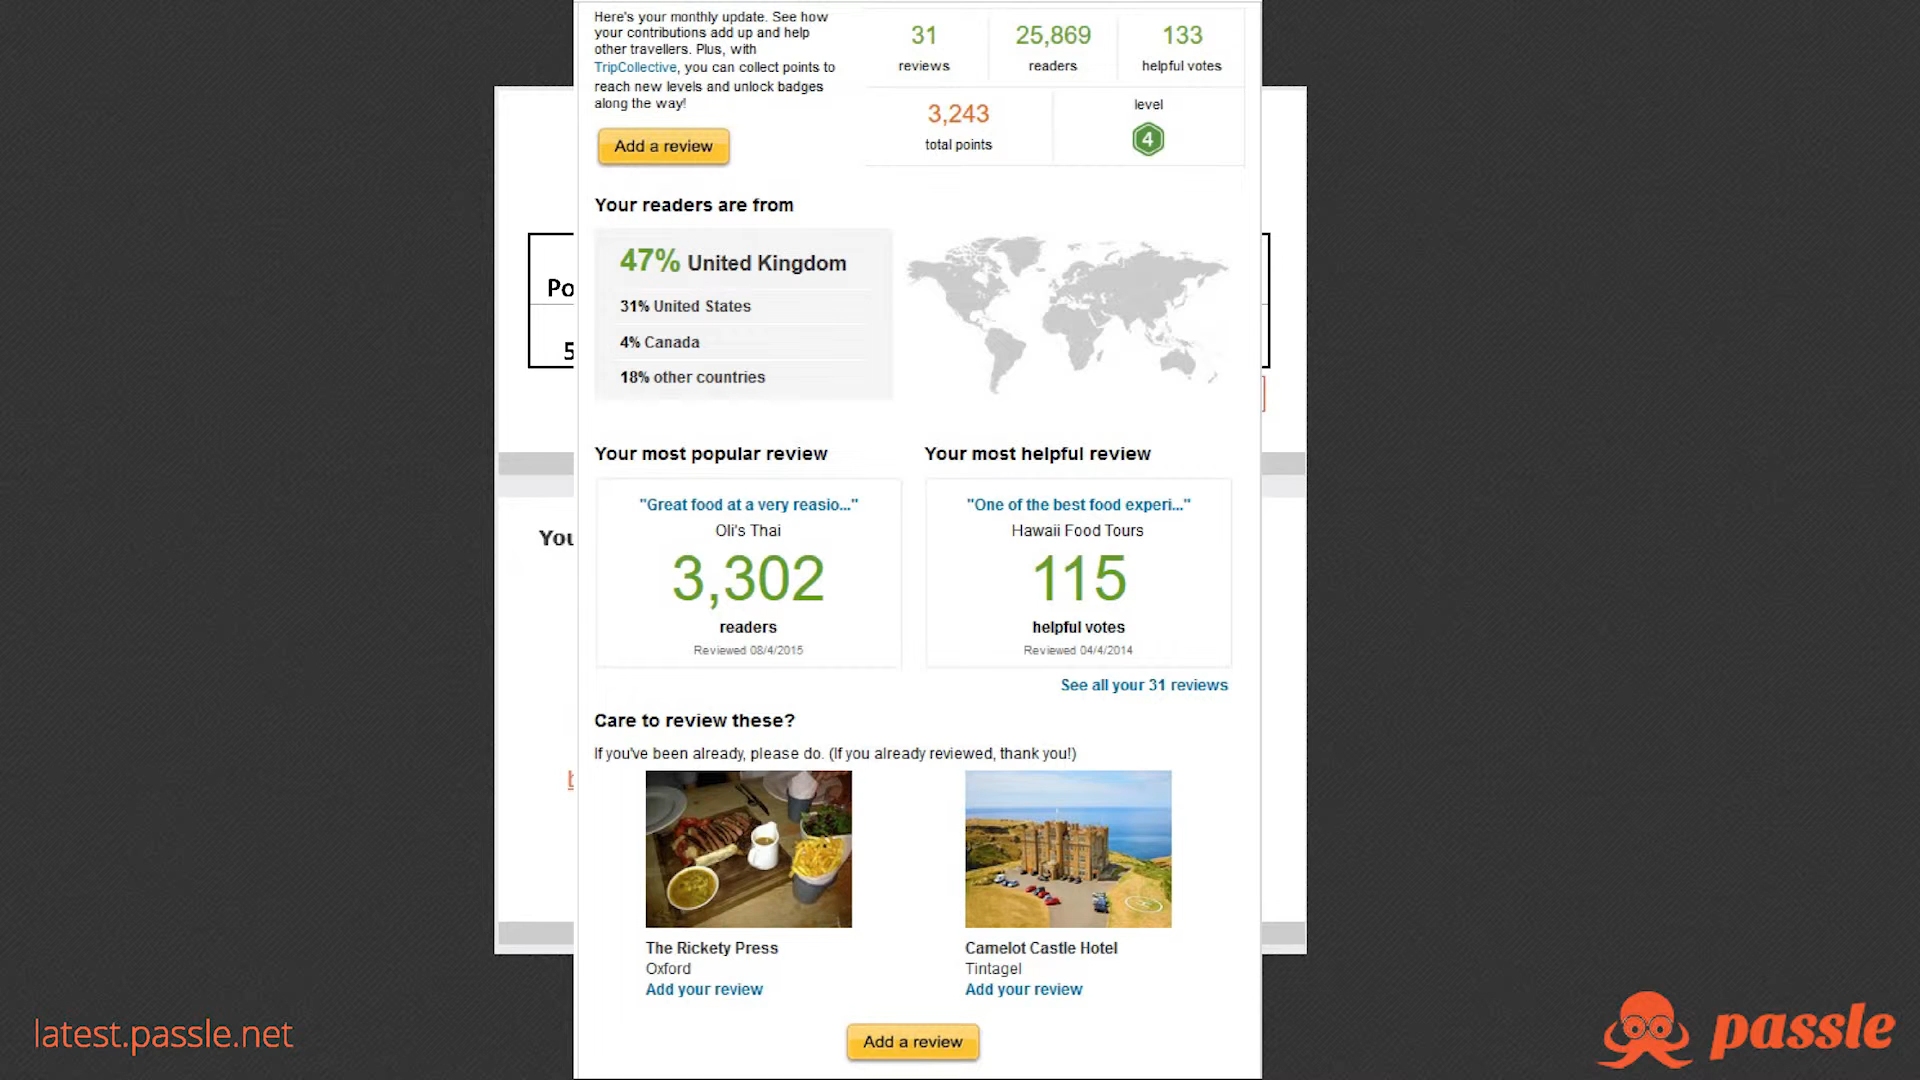 Here's your monthly update. See how
your contributions add up and help
other travellers. Plus, with
TripCollective, you can collect points to
reach new levels and unlock badges
along the way!
Add a review
31
reviews
25,869
readers
133
helpful votes
3,243
total points
level
4
Your readers are from
47% United Kingdom
31% United States
4% Canada
18% other countries
Po
5
Your most popular review
"Great food at a very reasio..."
Oli's Thai
3,302
readers
Reviewed 08/4/2015
Your most helpful review
"One of the best food experi..."
Hawaii Food Tours
115
helpful votes
Reviewed 04/4/2014
See all your 31 reviews
You
Care to review these?
If you've been already, please do. (If you already reviewed, thank you!)
The Rickety Press
Oxford
Add your review
Camelot Castle Hotel
Tintagel
Add your review
Add a review
latest.passle.net
passle